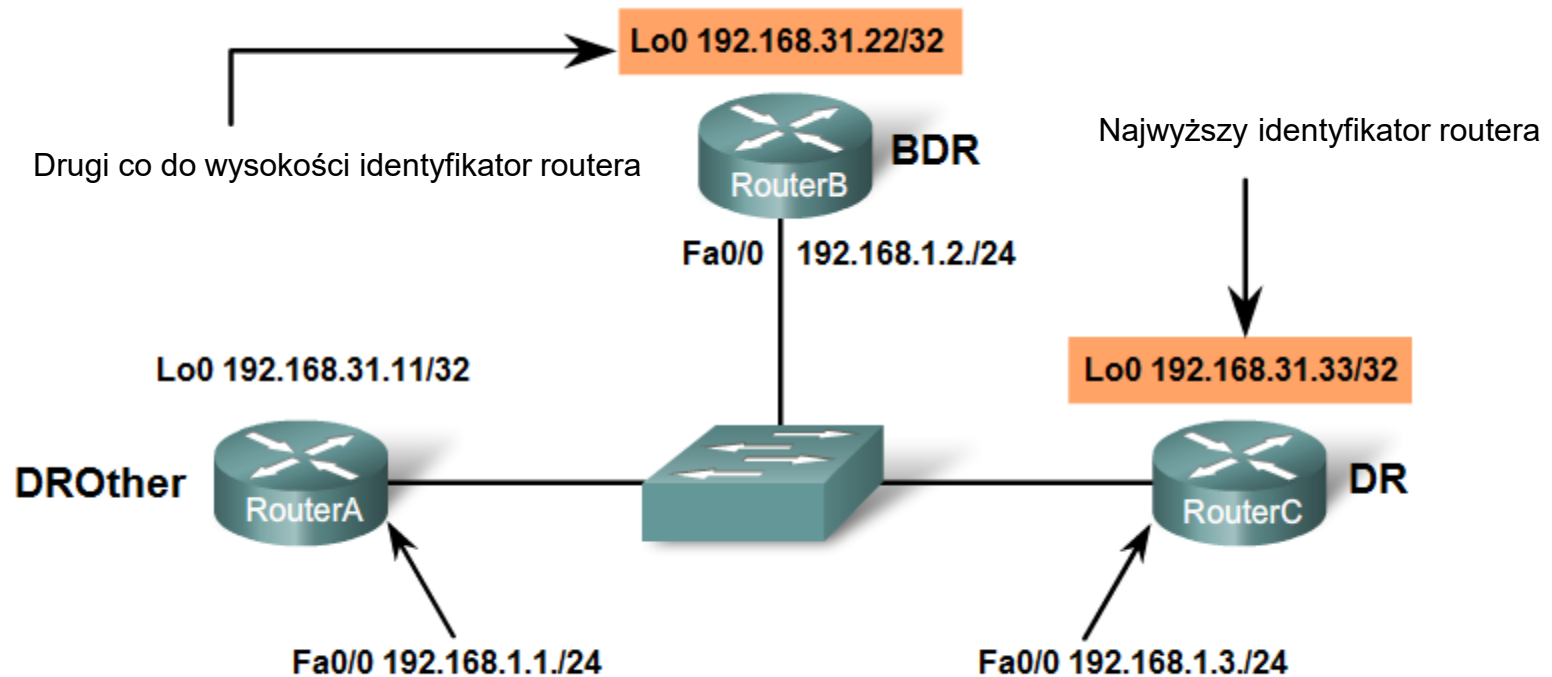 Lo0 192.168.31.22/32
Drugi co do wysokości identyfikator routera
RouterB
BDR
Najwyższy identyfikator routera
Fa0/0
192.168.1.2./24
Lo0 192.168.31.11/32
Lo0 192.168.31.33/32
DROther
RouterA
RouterC
DR
Fa0/0 192.168.1.1./24
Fa0/0 192.168.1.3./24